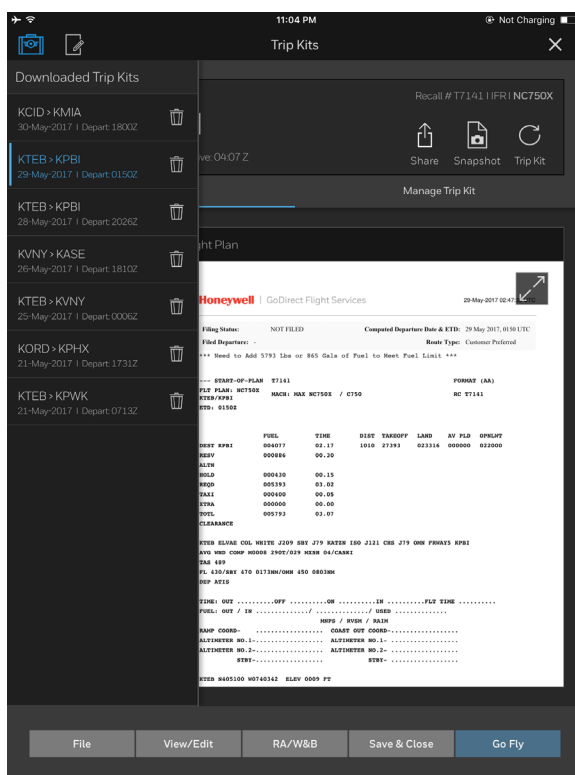 11:04 PM
Not Charging
Trip Kits
Downloaded Trip Kits
KCID > KMIA
30-May-2017 | Depart: 1800Z
KTEB > KPBI
29-May-2017 | Depart: 0150Z
KTEB > KPBI
28-May-2017 | Depart: 2026Z
KVNY > KASE
26-May-2017 | Depart: 1810Z
KTEB > KVNY
25-May-2017 | Depart: 0006Z
KORD > KPHX
21-May-2017 | Depart: 1731Z
KTEB > KPWK
21-May-2017 | Depart: 0713Z
Recall # T7141 | IFR | NC750X
ve: 04:07 Z
Share Snapshot Trip Kit
Manage Trip Kit
ght Plan
Honeywell | GoDirect Flight Services 29-May-2017 02:47
Filing Status: NOT FILED Computed Departure Date & ETD: 29 May 2017, 0150 UTC
Filed Departure: - Route Type: Customer Preferred
*** Need to Add 5793 Lbs or 865 Gals of Fuel to Meet Fuel Limit ***
--- START-OF-PLAN T7141 FORMAT (AA)
FLT PLAN: NC750X MACH: MAX NC750X / C750 RC T7141
KTEB/KPBI
ETD: 0150Z
FUEL TIME DIST TAKEOFF LAND AV PLD OPNLWT
DEST KPBI 004077 02.17 1010 27393 023316 000000 022000
RESV 000886 00.20
ALTN
HOLD 000430 00.15
REQD 005393 03.02
TAXI 000400 00.05
XTRA 000000 00.00
TOTL 005793 03.07
CLEARANCE
KTEB ELVAE COL WHITE J209 SBY J79 KATZN ISO J121 CHS J79 OMN FRWAY5 KPBI
AVG WND COMP M0008 290T/029 MXSH 04/CASKI
TAS 489
FL 430/SBY 470 0173NM/OMN 450 0803NM
DEP ATIS
TIME: OUT ..........OFF ..........ON ..........IN ..........FLT TIME ..........
FUEL: OUT / IN ............./ ................./ USED .............
MNPS / RVSM / RAIM
RAMP COORD- ................. COAST OUT COORD-.................
ALTIMETER NO.1-................. ALTIMETER NO.1- .................
ALTIMETER NO.2-................. ALTIMETER NO.2- .................
STBY-................. STBY- .................
KTEB N405100 W0740342 ELEV 0009 FT
File View/Edit RA/W&B Save & Close Go Fly